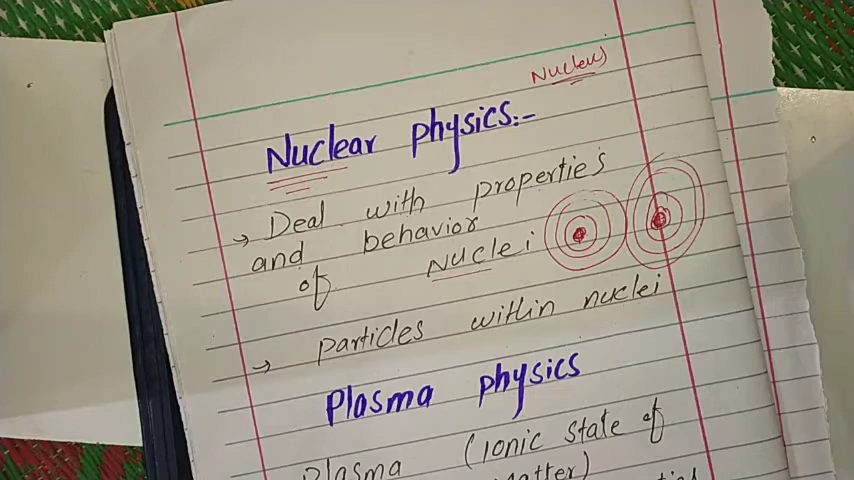 Nucleus
Nuclear physics:-
→ Deal with properties
and behavior
of nuclei
→ particles within nuclei
Plasma physics
Plasma (ionic state of